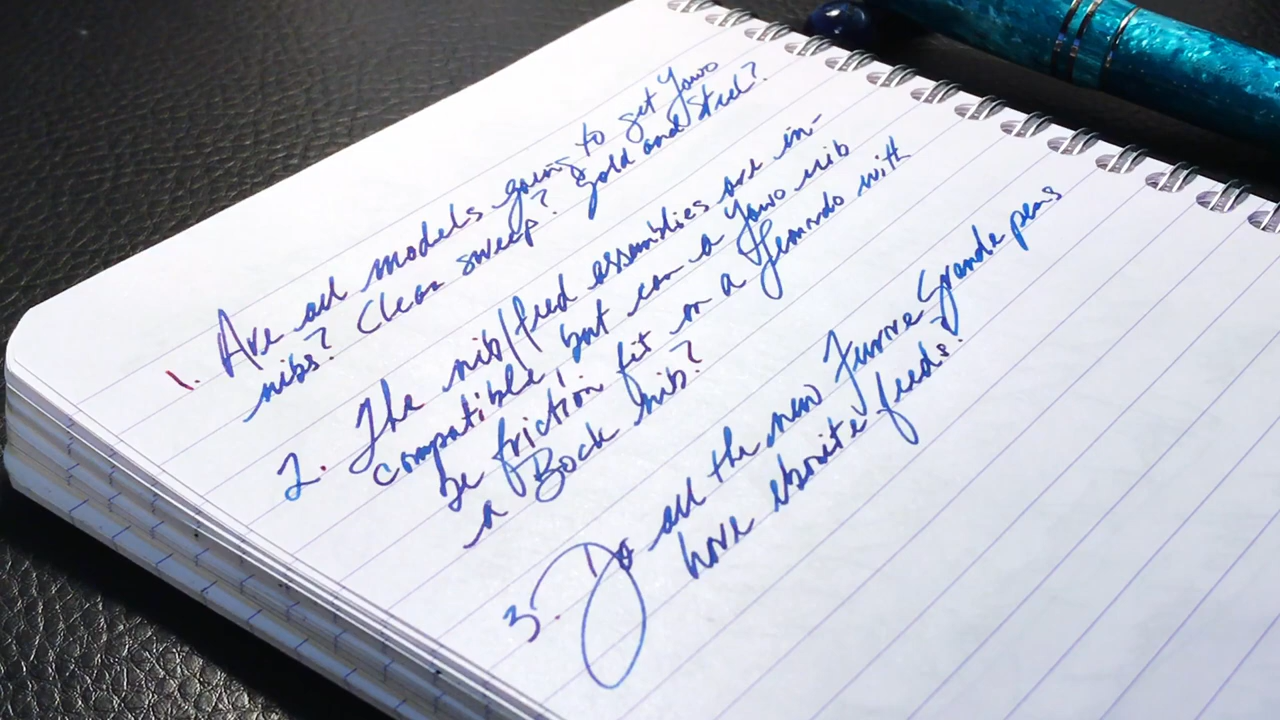 1. Are all models going to get Jowo
nibs? Clean sweep? Gold and steel?
2. The nib/feed assemblies are in-
compatible, but can a Jowo nib
be friction fit on a Leonardo with
a Bock nib?
3. Do all the new Furore Grande pens
have ebonite feeds?